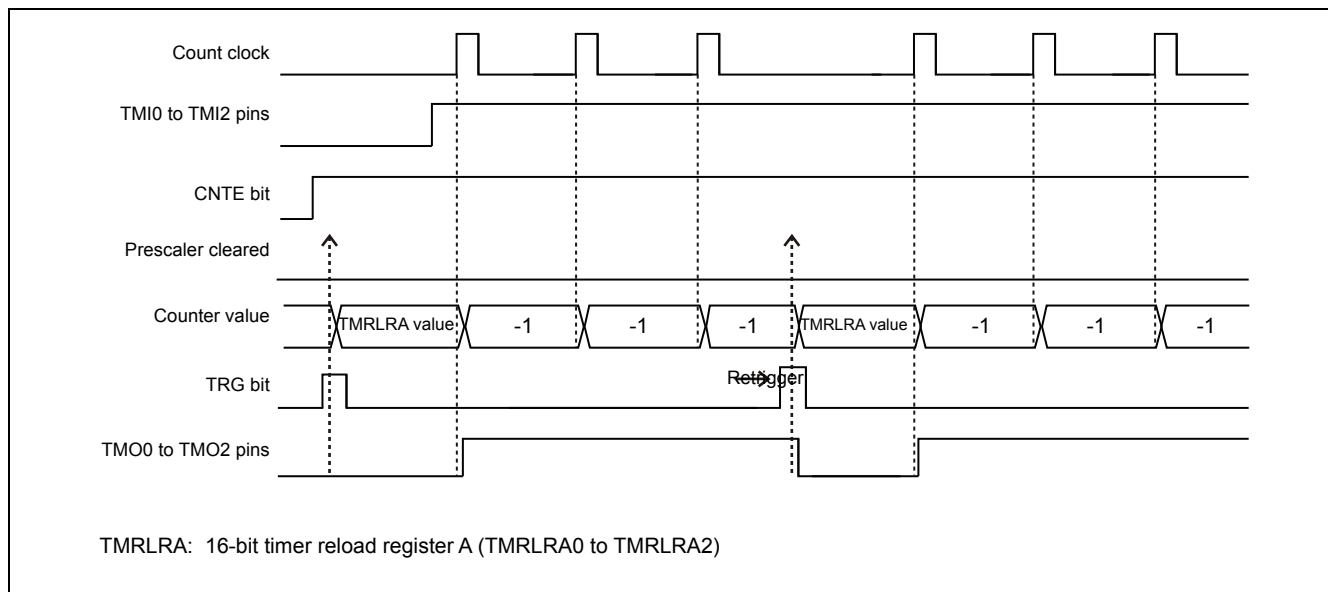 Count clock
TMI0 to TMI2 pins
CNTE bit
Prescaler cleared
Counter value
TMRLRA value -1 -1 -1 TMRLRA value -1 -1 -1
TRG bit
Retrigger
TMO0 to TMO2 pins
TMRLRA: 16-bit timer reload register A (TMRLRA0 to TMRLRA2)